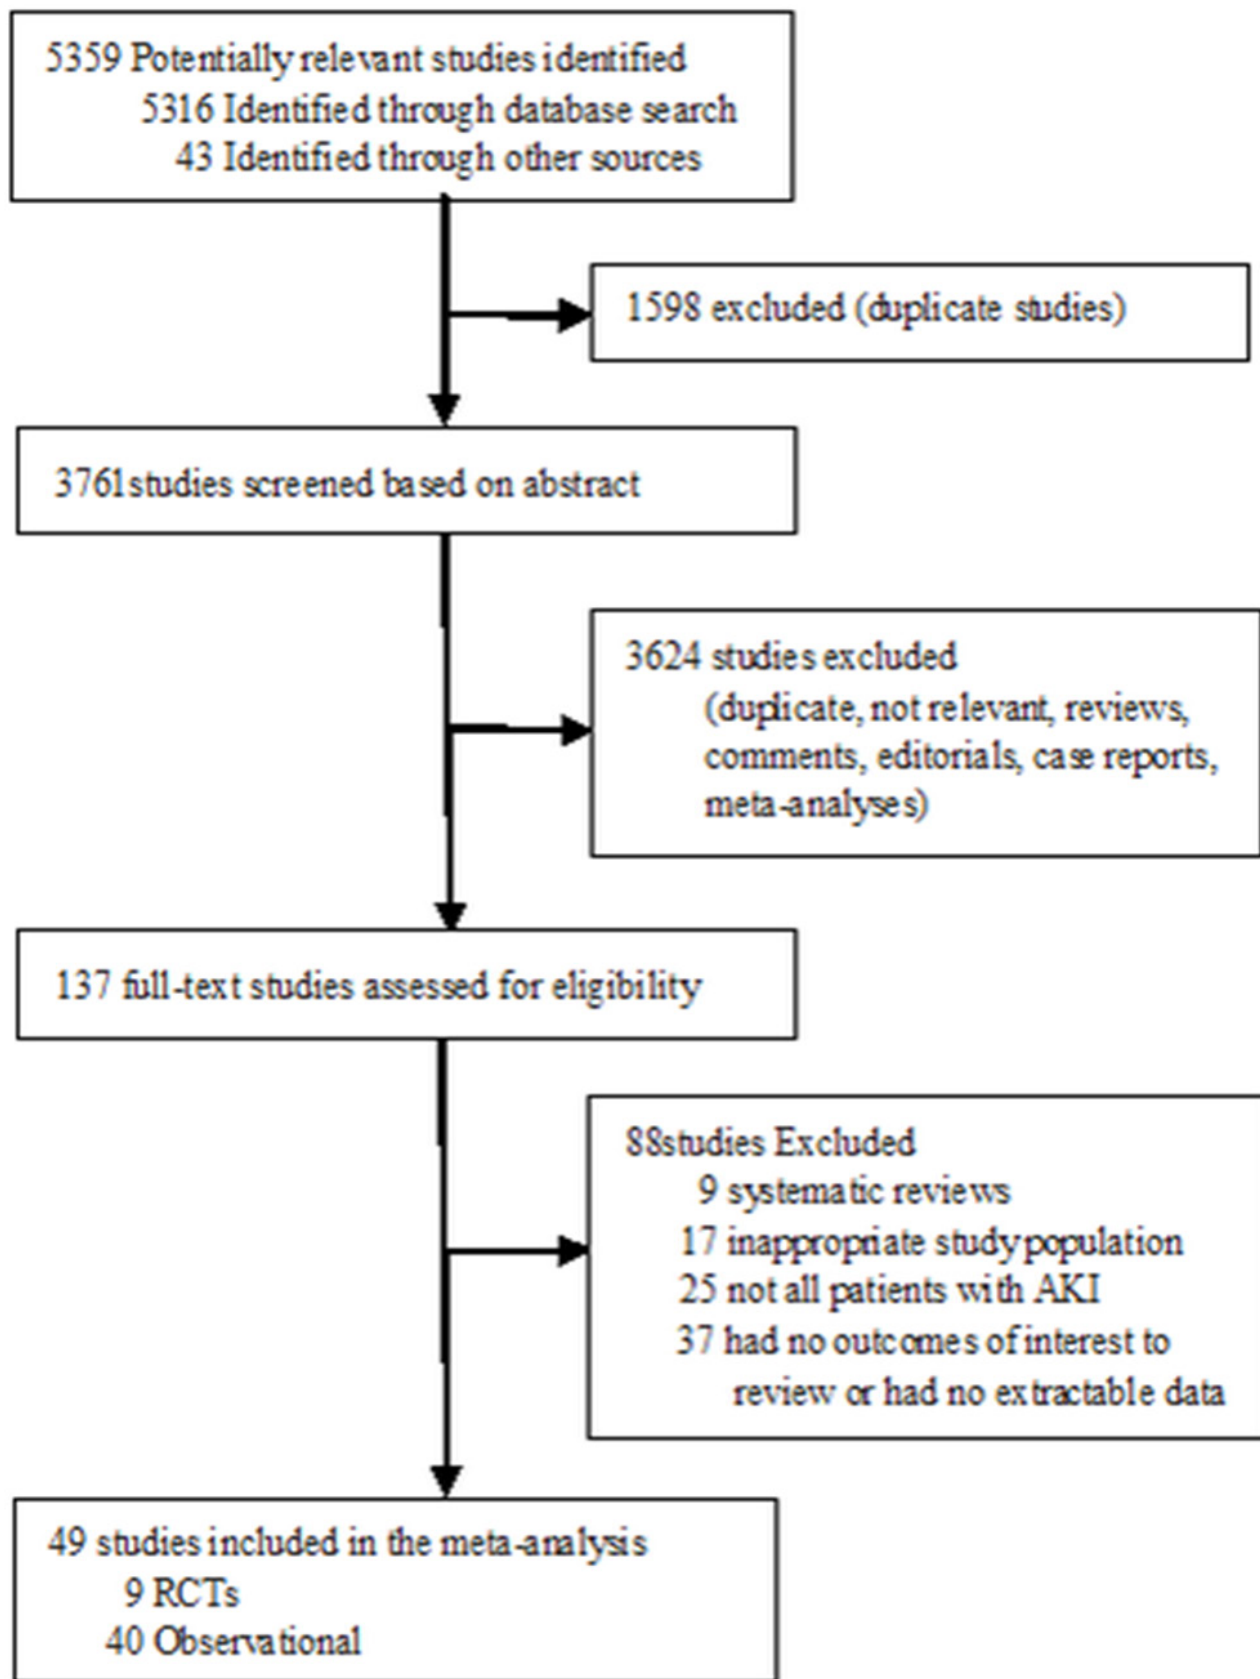 5359 Potentially relevant studies identified
5316 Identified through database search
43 Identified through other sources
1598 excluded (duplicate studies)
3761studies screened based on abstract
3624 studies excluded
(duplicate, not relevant, reviews,
comments, editorials, case reports,
meta-analyses)
137 full-text studies assessed for eligibility
88studies Excluded
9 systematic reviews
17 inappropriate study population
25 not all patients with AKI
37 had no outcomes of interest to
review or had no extractable data
49 studies included in the meta-analysis
9 RCTs
40 Observational